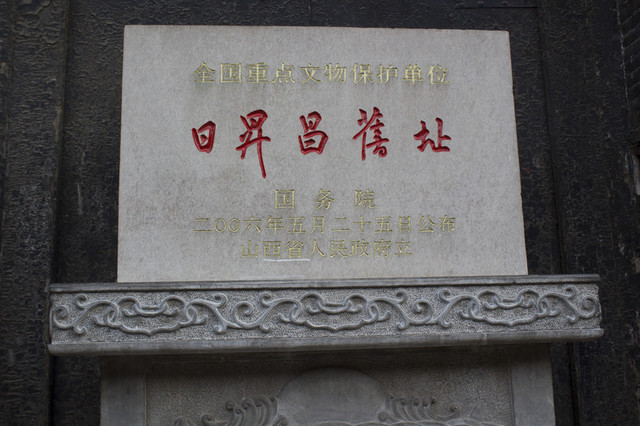 全国重点文物保护单位
日昇昌舊址
国务院
二〇〇六年五月二十五日公布
山西省人民政府立